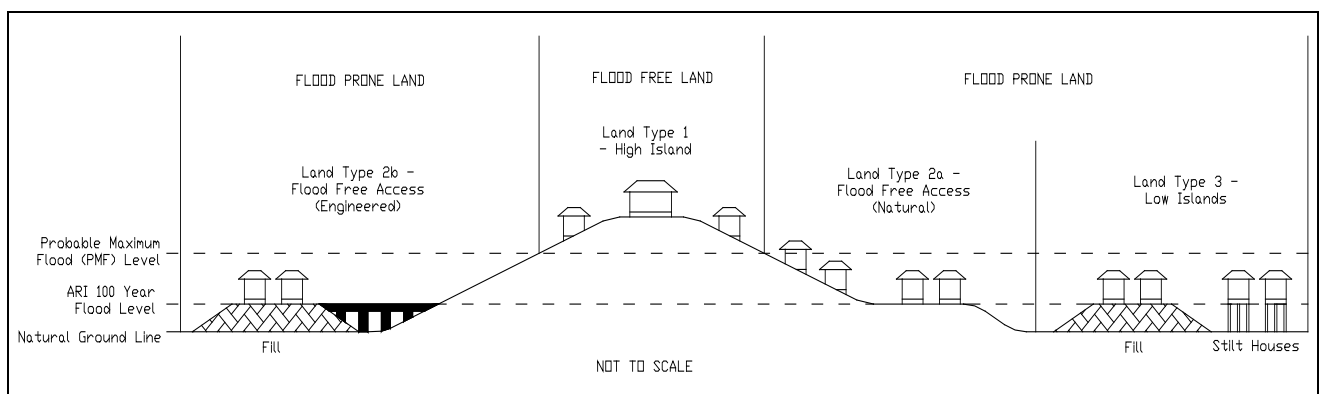 FLOOD PRONE LAND
FLOOD FREE LAND
FLOOD PRONE LAND
Land Type 1
- High Island
Land Type 2b -
Flood Free Access
(Engineered)
Land Type 2a -
Flood Free Access
(Natural)
Land Type 3 -
Low Islands
Probable Maximum
Flood (PMF) Level
ARI 100 Year
Flood Level
Natural Ground Line
Fill
Fill
Stilt Houses
NOT TO SCALE